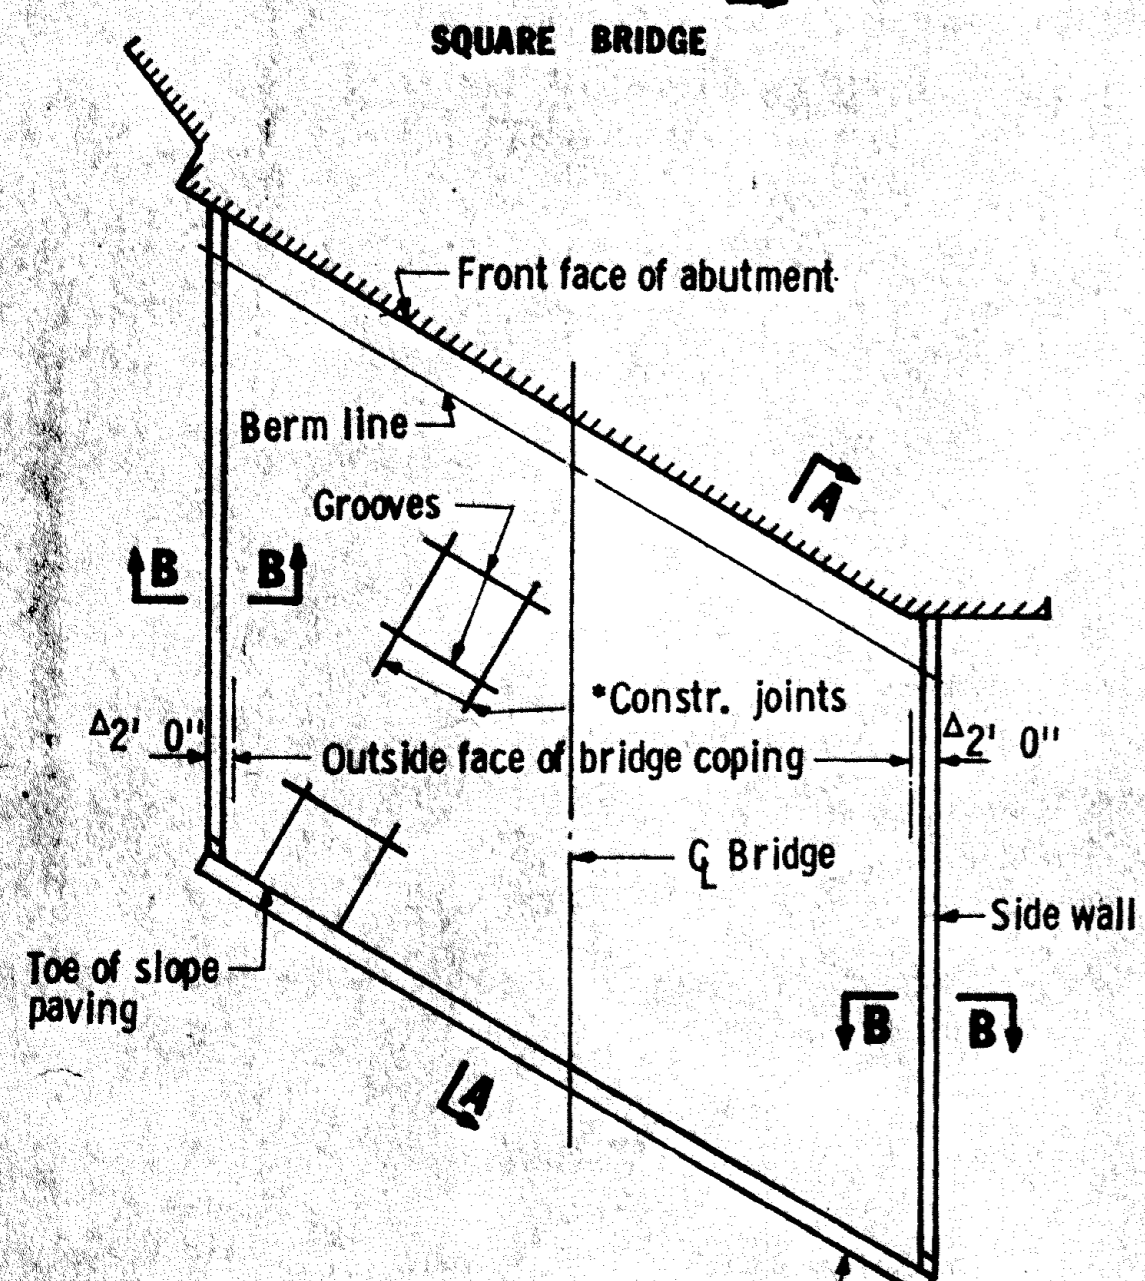 SQUARE BRIDGE
Front face of abutment
Berm line
A
Grooves
B B
*Constr. joints
Δ2' 0"
Δ2' 0"
Outside face of bridge coping
℄ Bridge
Side wall
Toe of slope
paving
B B
A